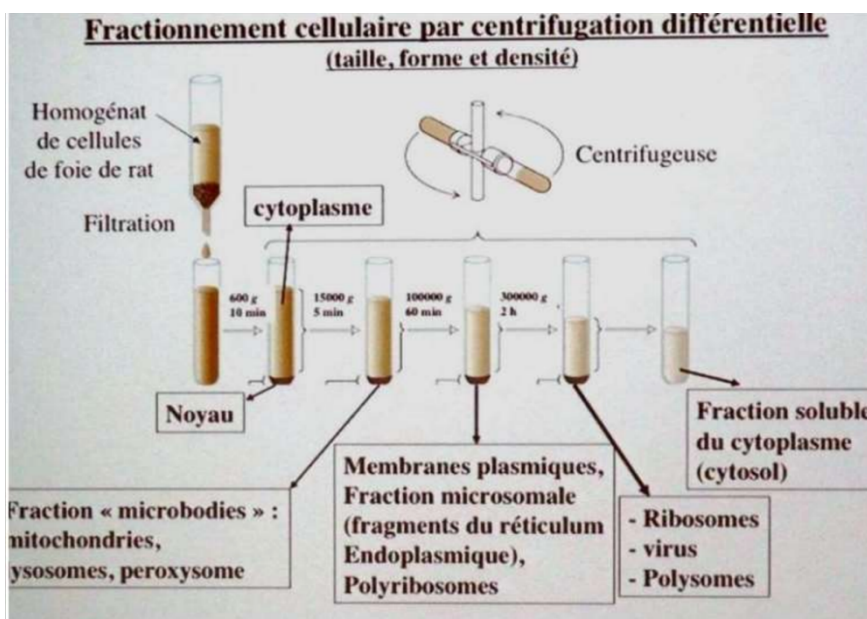 Fractionnement cellulaire par centrifugation différentielle
(taille, forme et densité)
Homogénat
de cellules
de foie de rat
Centrifugeuse
Filtration
cytoplasme
600 g
10 min
15000 g
5 min
100000 g
60 min
300000 g
2 h
Noyau
Fraction soluble
du cytoplasme
(cytosol)
Fraction « microbodies » :
mitochondries,
ysosomes, peroxysome
Membranes plasmiques,
Fraction microsomale
(fragments du réticulum
Endoplasmique),
Polyribosomes
- Ribosomes
- virus
- Polysomes